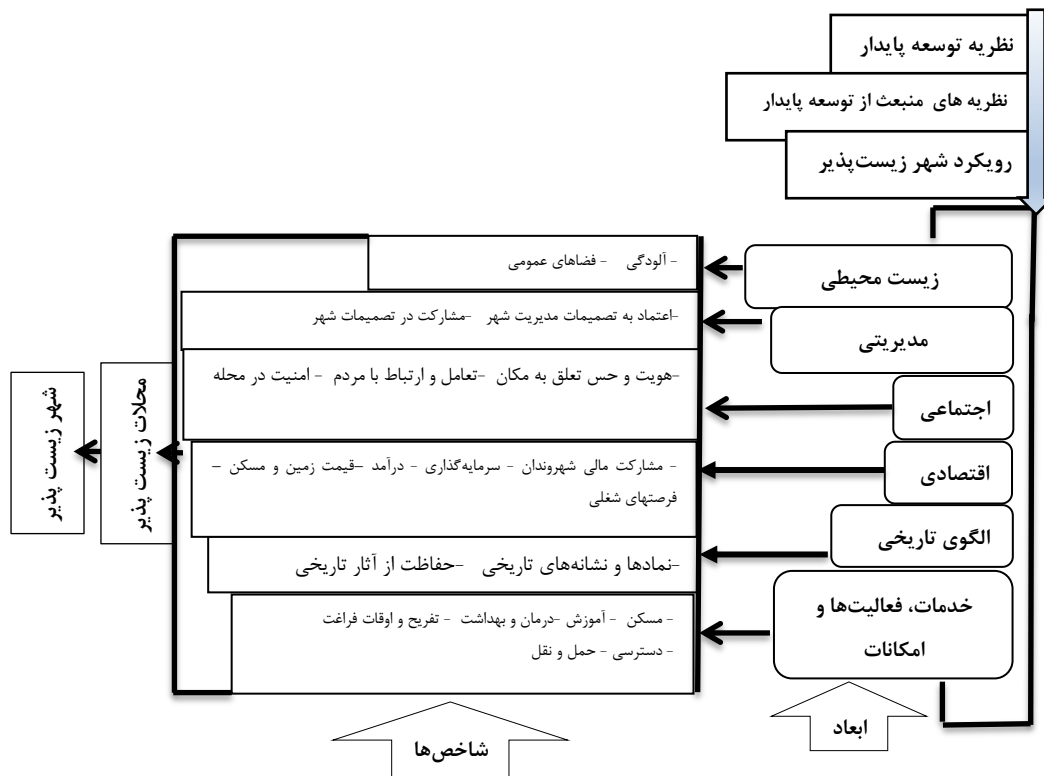 نظریه توسعه پایدار
نظریه های منبعث از توسعه پایدار
رویکرد شهر زیست‌پذیر
زیست محیطی
- آلودگی - فضاهای عمومی
مدیریتی
-اعتماد به تصمیمات مدیریت شهر -مشارکت در تصمیمات شهر
اجتماعی
-هویت و حس تعلق به مکان -تعامل و ارتباط با مردم - امنیت در محله
اقتصادی
- مشارکت مالی شهروندان - سرمایه‌گذاری - درآمد -قیمت زمین و مسکن -
فرصتهای شغلی
الگوی تاریخی
-نمادها و نشانه‌های تاریخی -حفاظت از آثار تاریخی
خدمات، فعالیت‌ها و
امکانات
- مسکن - آموزش -درمان و بهداشت - تفریح و اوقات فراغت
- دسترسی - حمل و نقل
محلات زیست پذیر
شهر زیست پذیر
ابعاد
شاخص‌ها